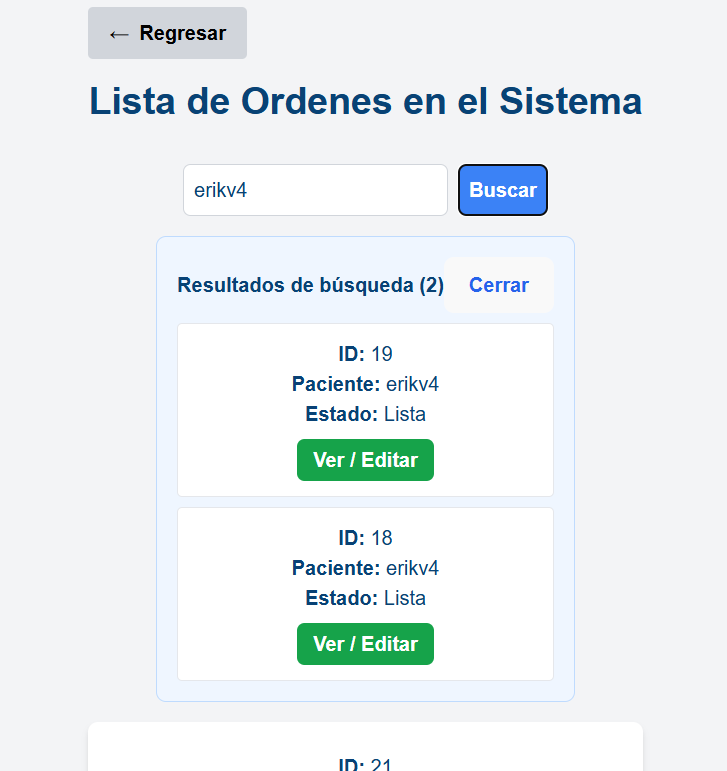 ← Regresar
Lista de Ordenes en el Sistema
erikv4 Buscar
Resultados de búsqueda (2) Cerrar
ID: 19
Paciente: erikv4
Estado: Lista
Ver / Editar
ID: 18
Paciente: erikv4
Estado: Lista
Ver / Editar
ID: 21